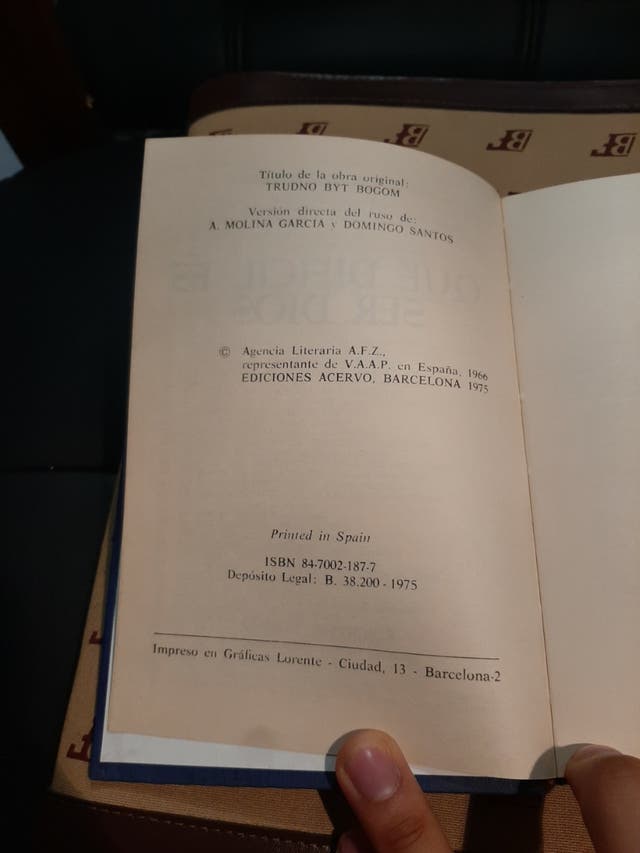 Título de la obra original:
TRUDNO BYT BOGOM
Versión directa del ruso de:
A. MOLINA GARCIA y DOMINGO SANTOS
© Agencia Literaria A.F.Z.,
representante de V.A.A.P. en España, 1966
EDICIONES ACERVO, BARCELONA 1975
Printed in Spain
ISBN 84-7002-187-7
Depósito Legal: B. 38.200 - 1975
Impreso en Gráficas Lorente - Ciudad, 13 - Barcelona-2